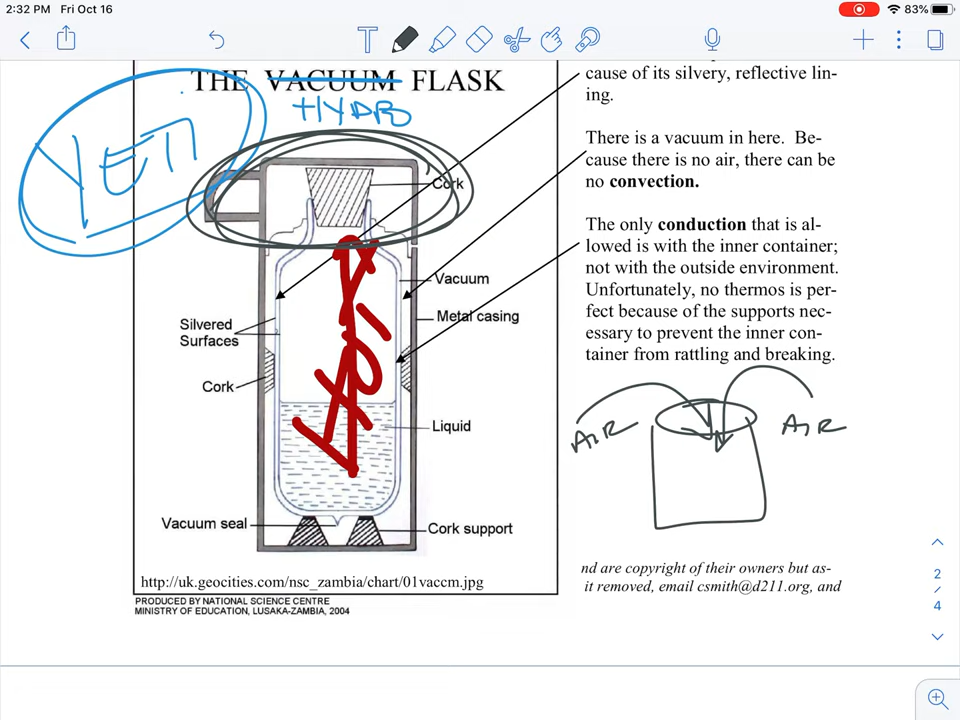 2:32 PM Fri Oct 16
83%
T
THE VACUUM FLASK
HYDRO
YETI
Cork
Vacuum
Metal casing
Silvered
Surfaces
Cork
Liquid
Vacuum seal
Cork support
http://uk.geocities.com/nsc_zambia/chart/01vaccm.jpg
PRODUCED BY NATIONAL SCIENCE CENTRE
MINISTRY OF EDUCATION, LUSAKA-ZAMBIA, 2004
cause of its silvery, reflective lin-
ing.
There is a vacuum in here. Be-
cause there is no air, there can be
no convection.
The only conduction that is al-
lowed is with the inner container;
not with the outside environment.
Unfortunately, no thermos is per-
fect because of the supports nec-
essary to prevent the inner con-
tainer from rattling and breaking.
AIR
AIR
nd are copyright of their owners but as-
it removed, email csmith@d211.org, and
2
/
4